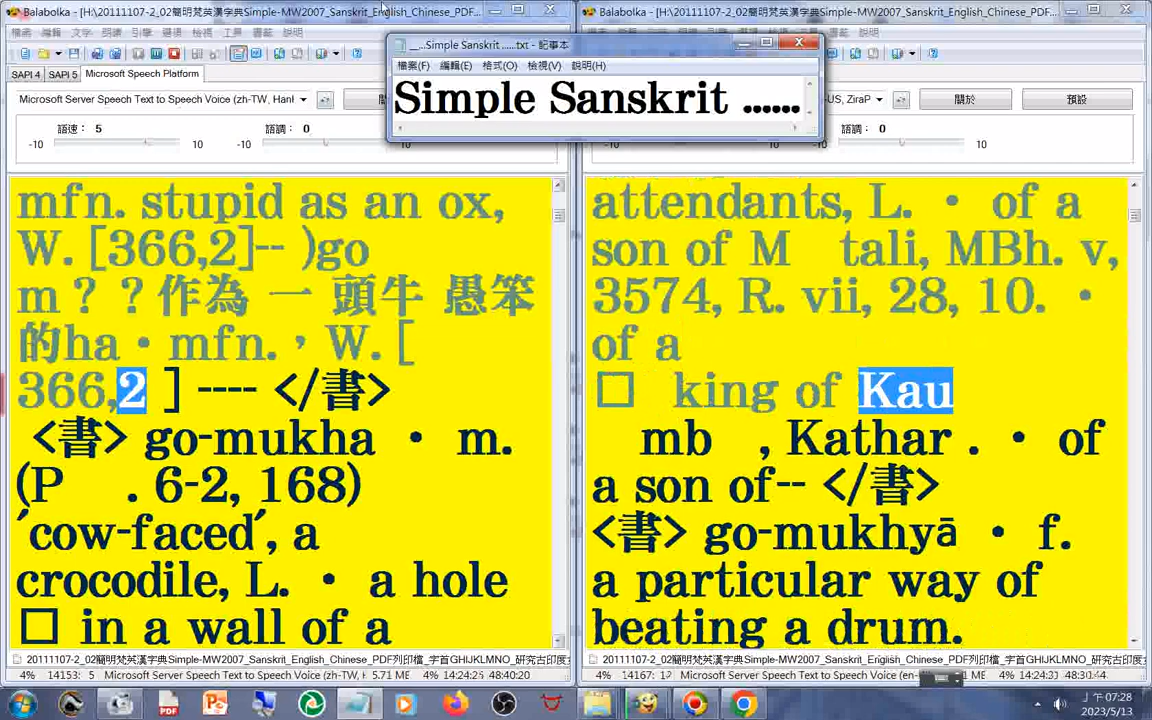 Balabolka - [H:\20111107-2_02簡明梵英漢字典Simple-MW2007_Sanskrit_English_Chinese_PDF...
Balabolka - [H:\20111107-2_02簡明梵英漢字典Simple-MW2007_Sanskrit_English_Chinese_PDF...
__...Simple Sanskrit ......txt - 記事本
檔案(F) 編輯(E) 格式(O) 檢視(V) 說明(H)
Simple Sanskrit ......
SAPI 4 SAPI 5 Microsoft Speech Platform
Microsoft Server Speech Text to Speech Voice (zh-TW, Hanl
-US, ZiraP
關於
預設
語速: 5
語調: 0
語調: 0
-10 10 -10
10
mfn. stupid as an ox,
W. [366,2]-- )go
m？？作為 一 頭牛 愚笨
的ha・mfn.，W. [
366,2 ] ---- </書>
<書> go-mukha • m.
(P . 6-2, 168)
'cow-faced', a
crocodile, L. • a hole
□ in a wall of a
attendants, L. • of a
son of M tali, MBh. v,
3574, R. vii, 28, 10. •
of a
□ king of Kau
mb , Kathar . • of
a son of-- </書>
<書> go-mukhyā • f.
a particular way of
beating a drum.
20111107-2_02簡明梵英漢字典Simple-MW2007_Sanskrit_English_Chinese_PDF列印檔_字首GHIJKLMNO_研究古印度
20111107-2_02簡明梵英漢字典Simple-MW2007_Sanskrit_English_Chinese_PDF列印檔_字首GHIJKLMNO_研究古印度
4% 14153: 5 Microsoft Server Speech Text to Speech Voice (zh-TW, 5.71 ME 4% 4:14:24.25 48:40:20
4% 14167: 1 Microsoft Server Speech Text to Speech Voice (en-US, 5.71 ME 4%
下午 07:28
2023/5/13